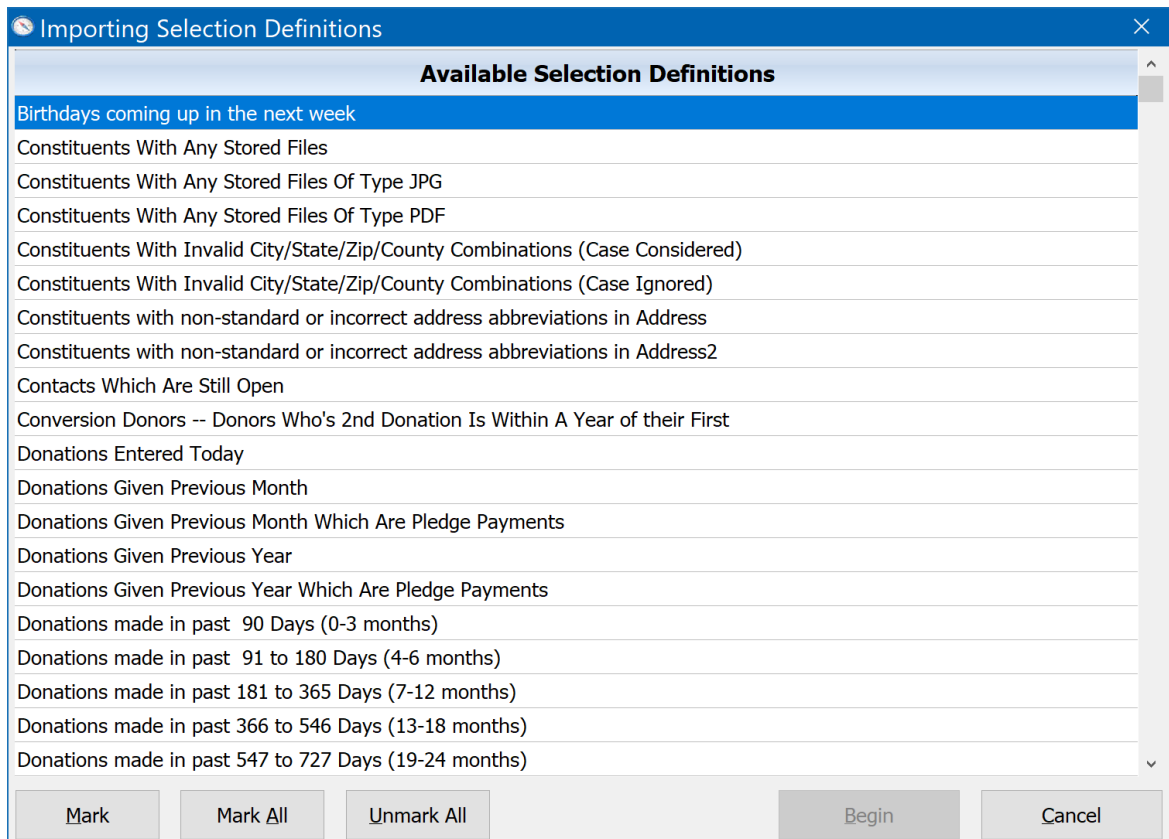 Importing Selection Definitions
Available Selection Definitions
Birthdays coming up in the next week
Constituents With Any Stored Files
Constituents With Any Stored Files Of Type JPG
Constituents With Any Stored Files Of Type PDF
Constituents With Invalid City/State/Zip/County Combinations (Case Considered)
Constituents With Invalid City/State/Zip/County Combinations (Case Ignored)
Constituents with non-standard or incorrect address abbreviations in Address
Constituents with non-standard or incorrect address abbreviations in Address2
Contacts Which Are Still Open
Conversion Donors -- Donors Who's 2nd Donation Is Within A Year of their First
Donations Entered Today
Donations Given Previous Month
Donations Given Previous Month Which Are Pledge Payments
Donations Given Previous Year
Donations Given Previous Year Which Are Pledge Payments
Donations made in past  90 Days (0-3 months)
Donations made in past  91 to 180 Days (4-6 months)
Donations made in past 181 to 365 Days (7-12 months)
Donations made in past 366 to 546 Days (13-18 months)
Donations made in past 547 to 727 Days (19-24 months)
Mark Mark All Unmark All Begin Cancel